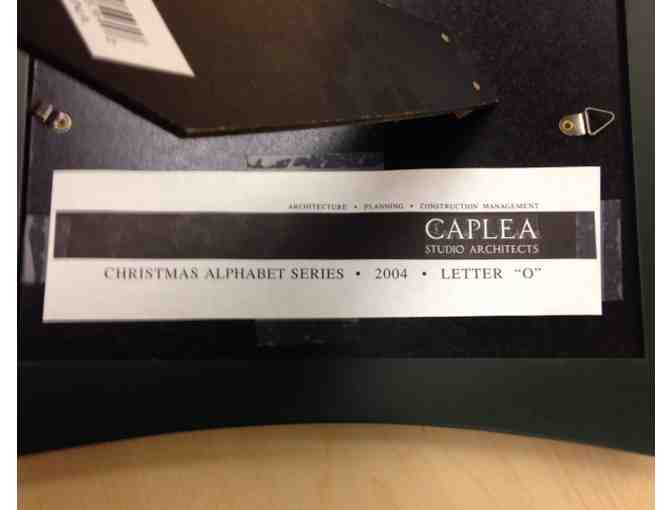 ARCHITECTURE • PLANNING • CONSTRUCTION MANAGEMENT
CAPLEA
STUDIO ARCHITECTS
CHRISTMAS ALPHABET SERIES • 2004 • LETTER "O"